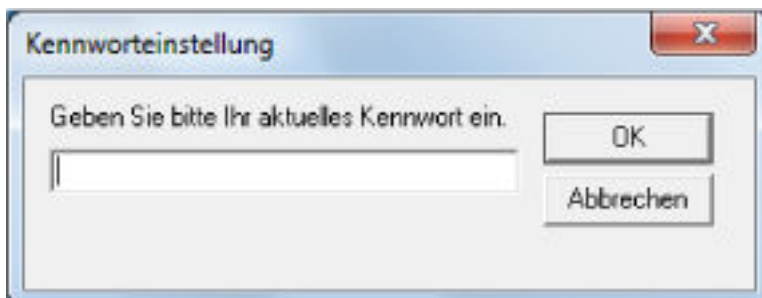 Kennworteinstellung
Geben Sie bitte Ihr aktuelles Kennwort ein.
OK
Abbrechen